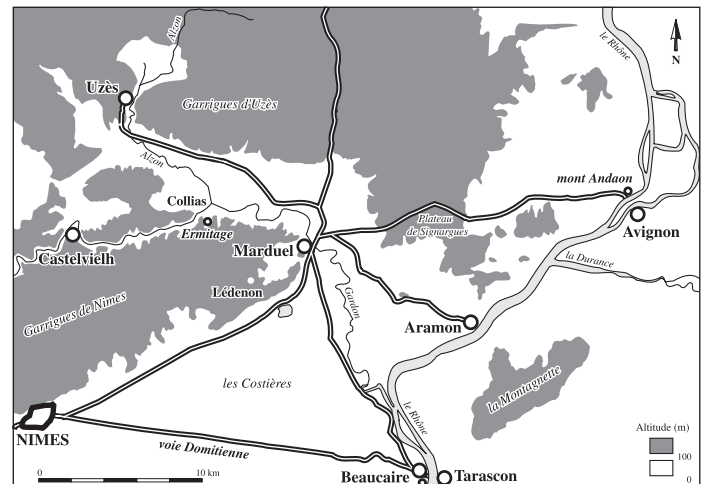 le Rhône
N
Alzon
Uzès
Garrigues d'Uzès
Alzon
mont Andaon
Collias
Ermitage
Plateau
de Signargues
Avignon
Marduel
Castelvielh
la Durance
Lédenon
Gardon
Garrigues de Nimes
Aramon
les Costières
la Montagnette
le Rhône
NIMES
voie Domitienne
Altitude (m)
100
0
0
10 km
Beaucaire
Tarascon